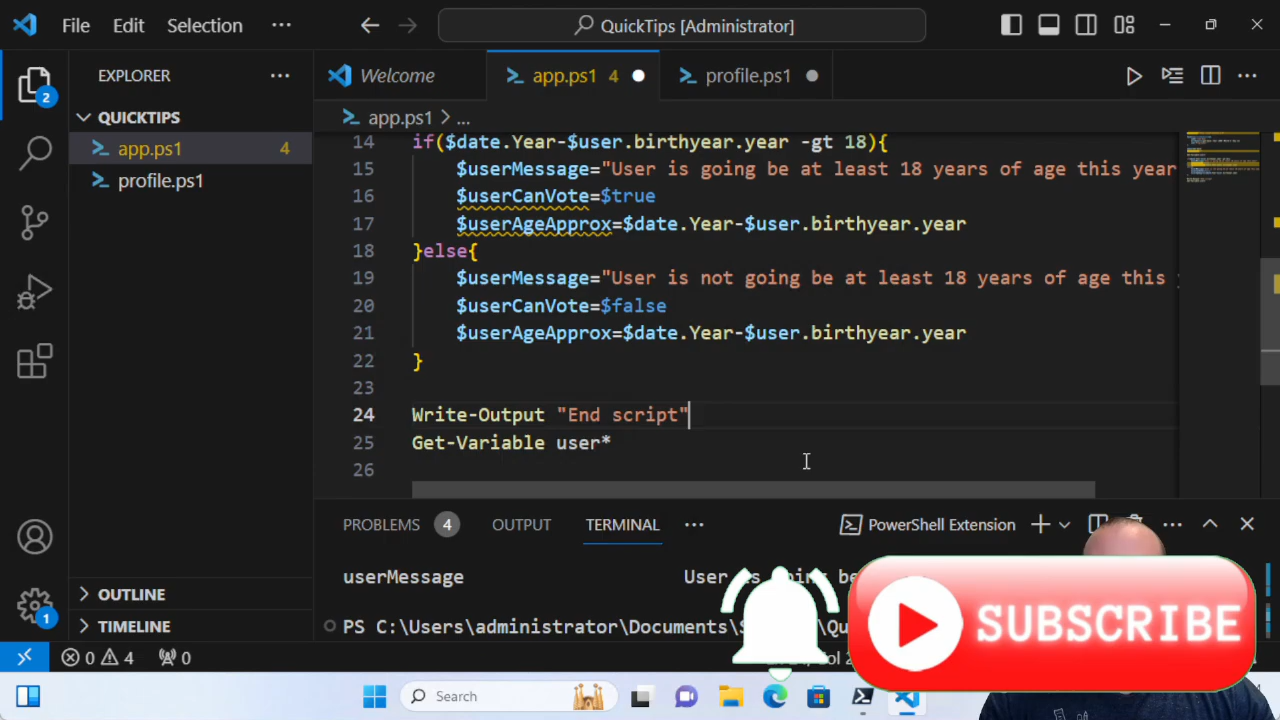 File Edit Selection ···
QuickTips [Administrator]
EXPLORER ···
QUICKTIPS
app.ps1 4
profile.ps1
OUTLINE
TIMELINE
2
1
Welcome
app.ps1 4
profile.ps1
app.ps1 > ...
14 if($date.Year-$user.birthyear.year -gt 18){
15 $userMessage="User is going be at least 18 years of age this year
16 $userCanVote=$true
17 $userAgeApprox=$date.Year-$user.birthyear.year
18 }else{
19 $userMessage="User is not going be at least 18 years of age this
20 $userCanVote=$false
21 $userAgeApprox=$date.Year-$user.birthyear.year
22 }
23
24 Write-Output "End script"
25 Get-Variable user*
26
PROBLEMS 4 OUTPUT TERMINAL ··· PowerShell Extension
userMessage User is going be
PS C:\Users\administrator\Documents\
0 4 0
SUBSCRIBE
Search